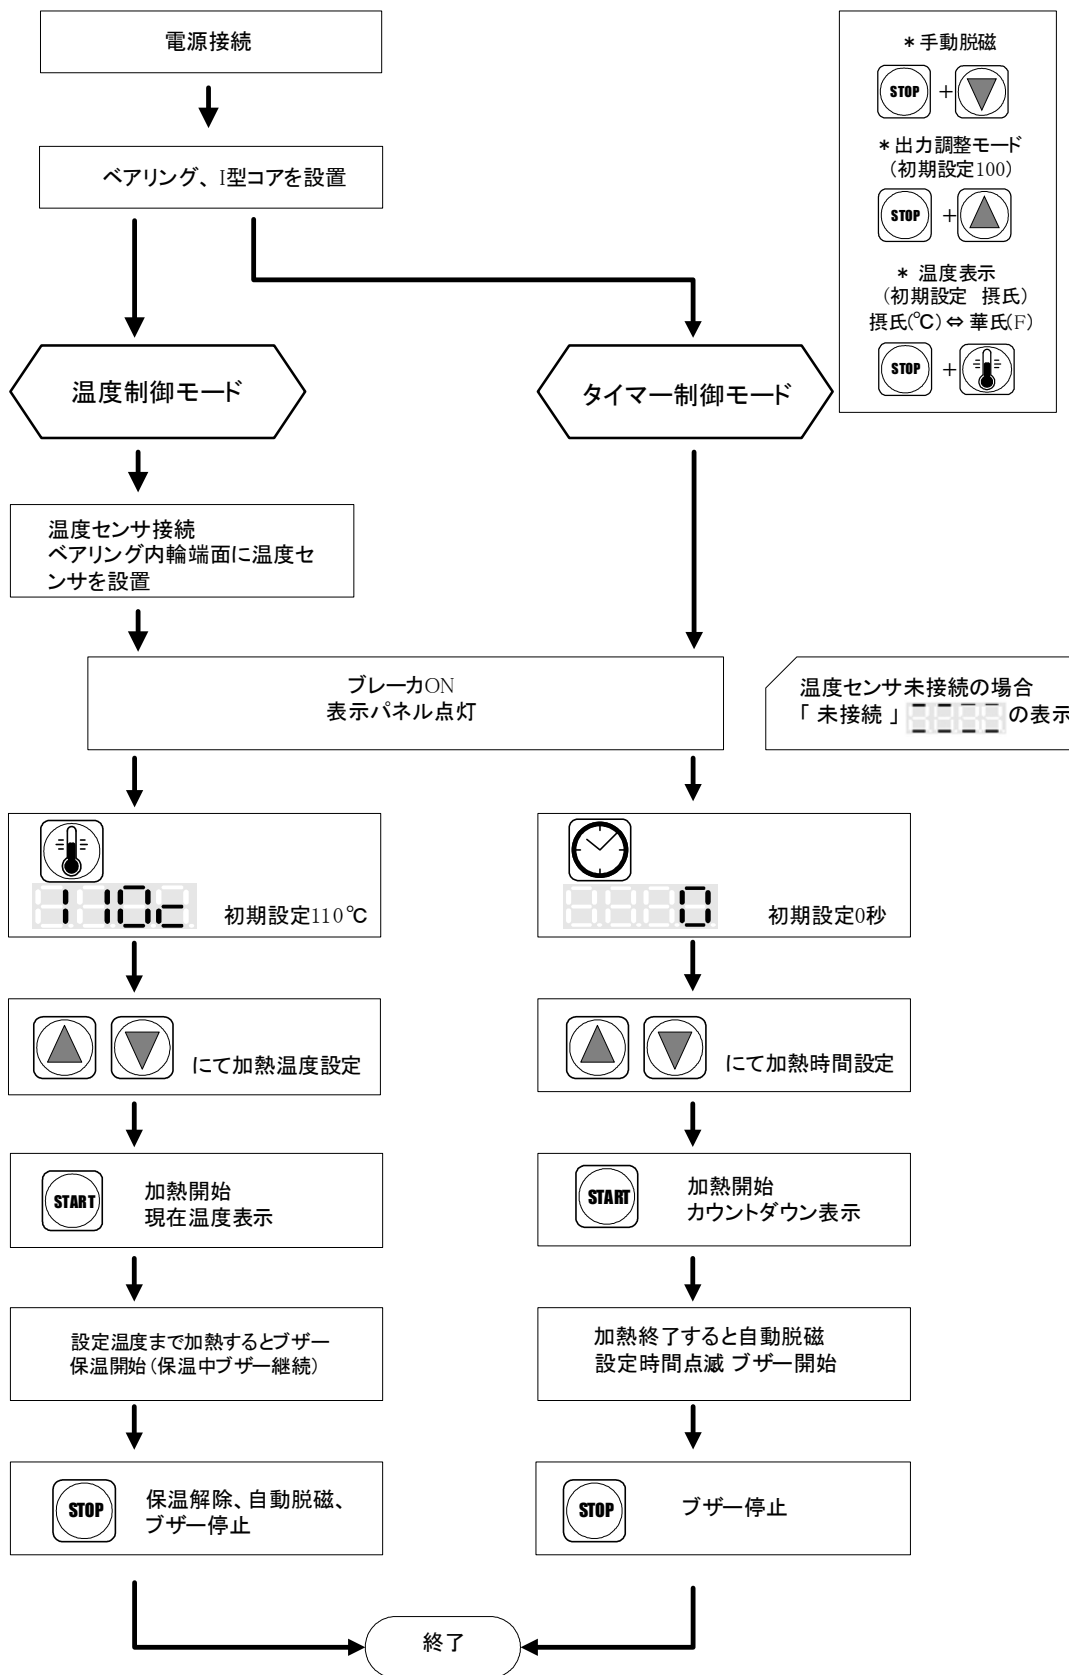 電源接続
ベアリング、I型コアを設置
＊手動脱磁
STOP +
＊出力調整モード
(初期設定100)
STOP +
＊ 温度表示
(初期設定 摂氏)
摂氏(℃)⇔華氏(F)
STOP +
温度制御モード
タイマー制御モード
温度センサ接続
ベアリング内輪端面に温度セ
ンサを設置
ブレーカON
表示パネル点灯
温度センサ未接続の場合
「未接続」 の表示
110c 初期設定110℃
0 初期設定0秒
にて加熱温度設定
にて加熱時間設定
START
加熱開始
現在温度表示
START
加熱開始
カウントダウン表示
設定温度まで加熱するとブザー
保温開始(保温中ブザー継続)
加熱終了すると自動脱磁
設定時間点滅 ブザー開始
STOP
保温解除、自動脱磁、
ブザー停止
STOP
ブザー停止
終了